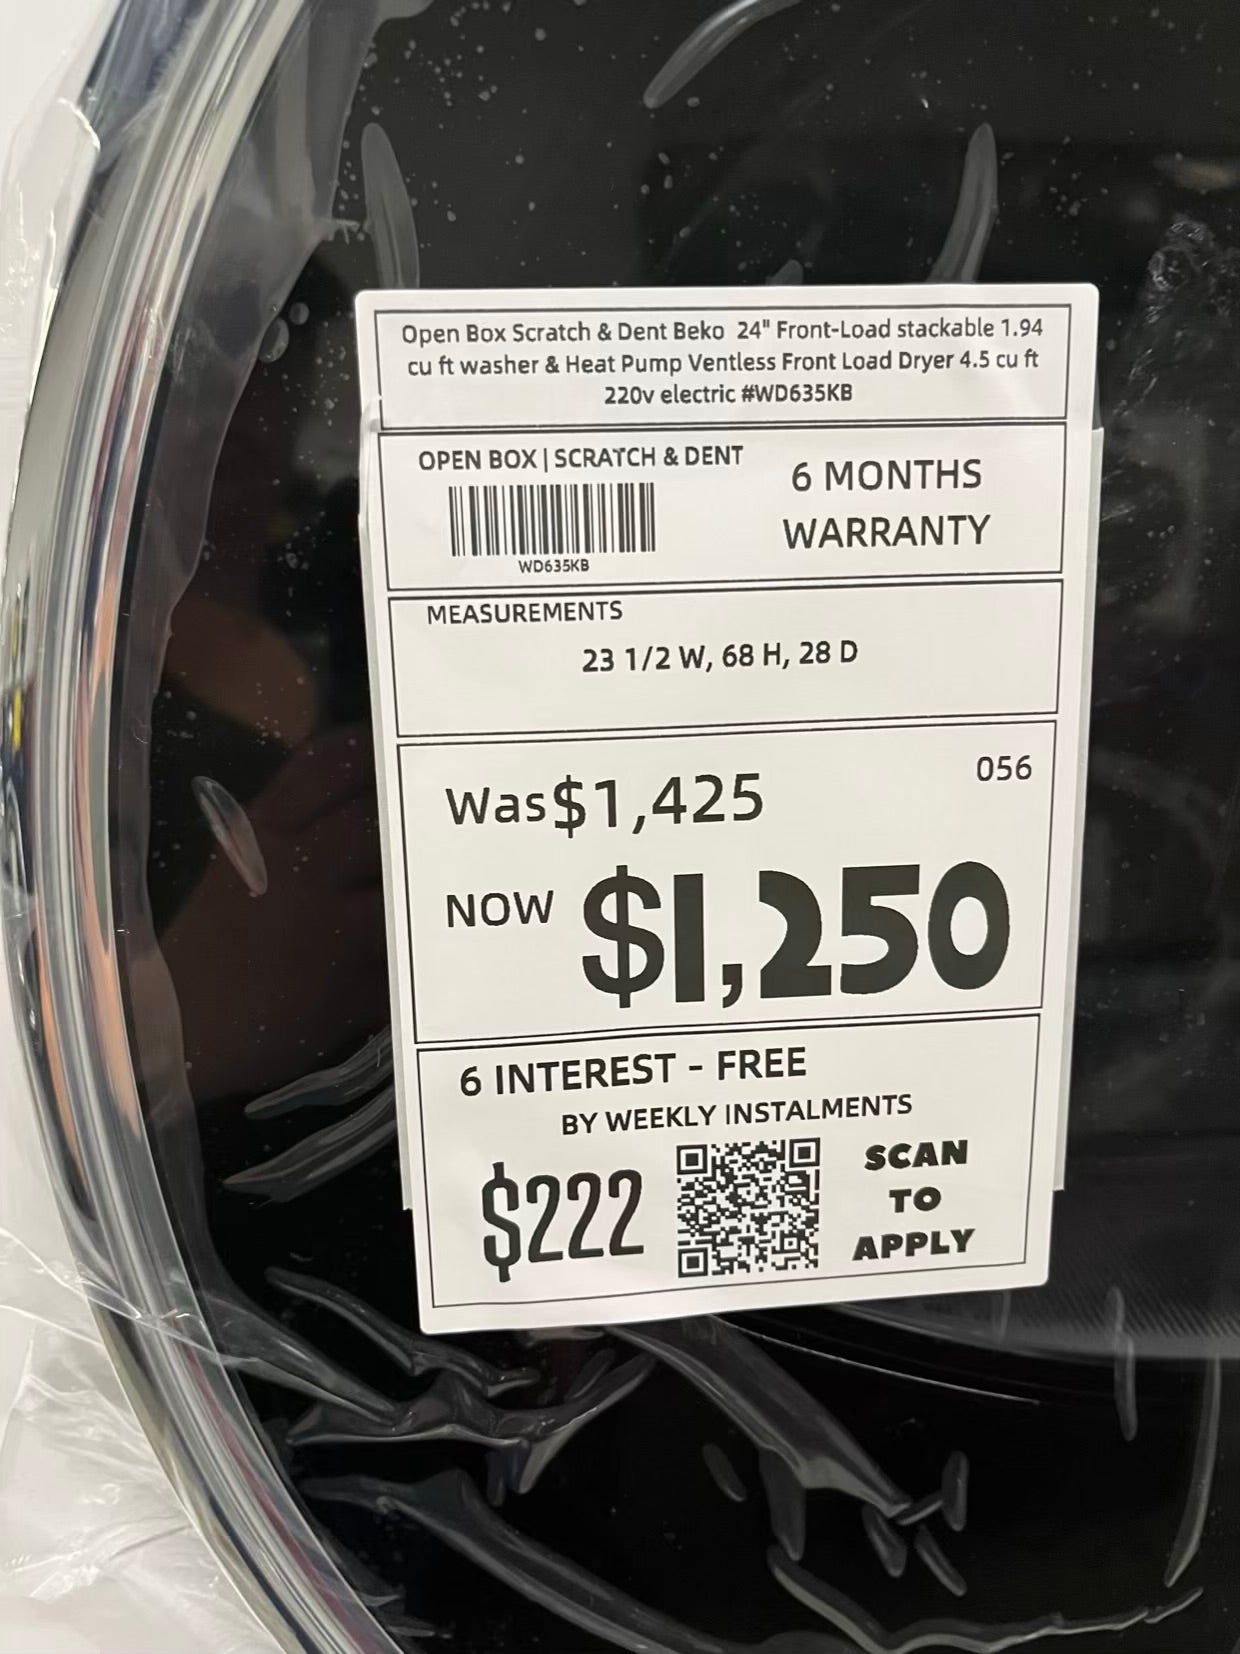 Open Box Scratch & Dent Beko 24" Front-Load stackable 1.94
cu ft washer & Heat Pump Ventless Front Load Dryer 4.5 cu ft
220v electric #WD635KB
OPEN BOX | SCRATCH & DENT
WD635KB
6 MONTHS
WARRANTY
MEASUREMENTS
23 1/2 W, 68 H, 28 D
056
Was $1,425
NOW $1,250
6 INTEREST - FREE
BY WEEKLY INSTALMENTS
$222
SCAN
TO
APPLY